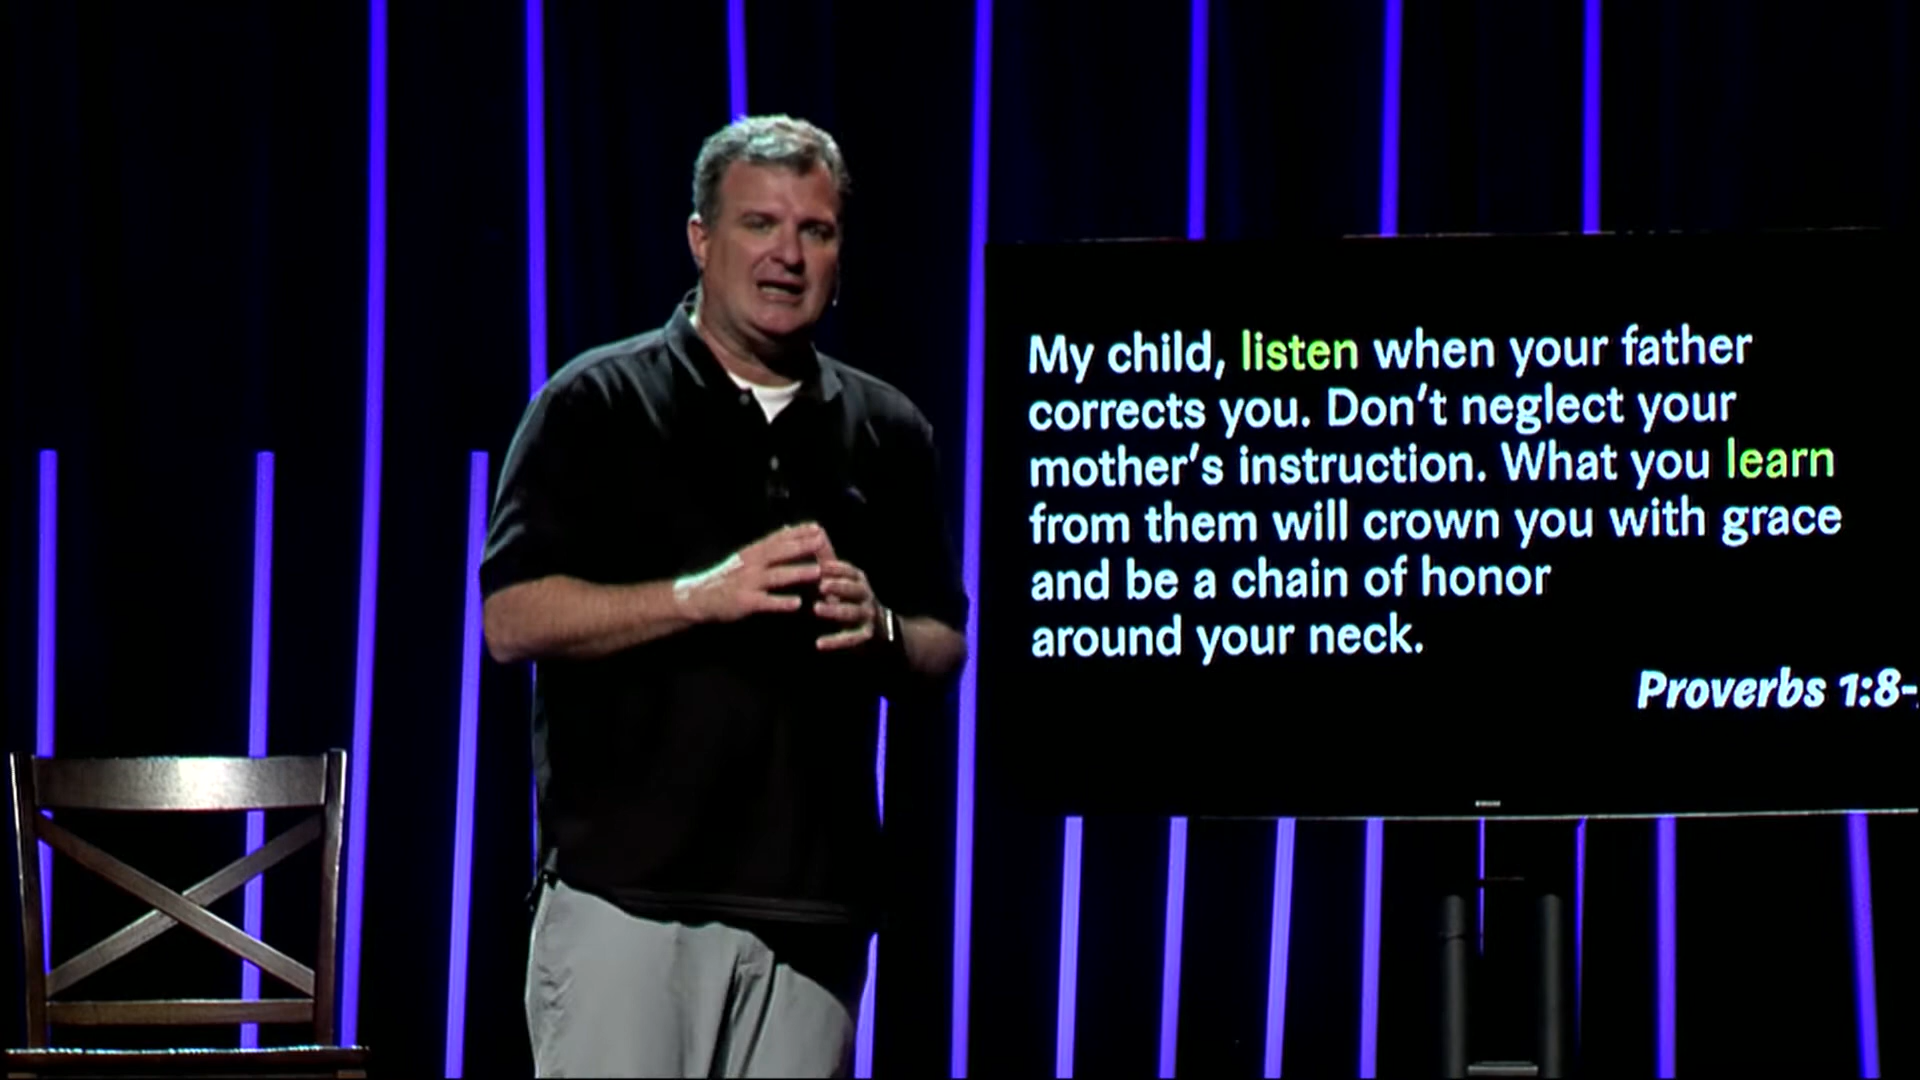 My child, listen when your father
corrects you. Don't neglect your
mother's instruction. What you learn
from them will crown you with grace
and be a chain of honor
around your neck.
Proverbs 1:8-